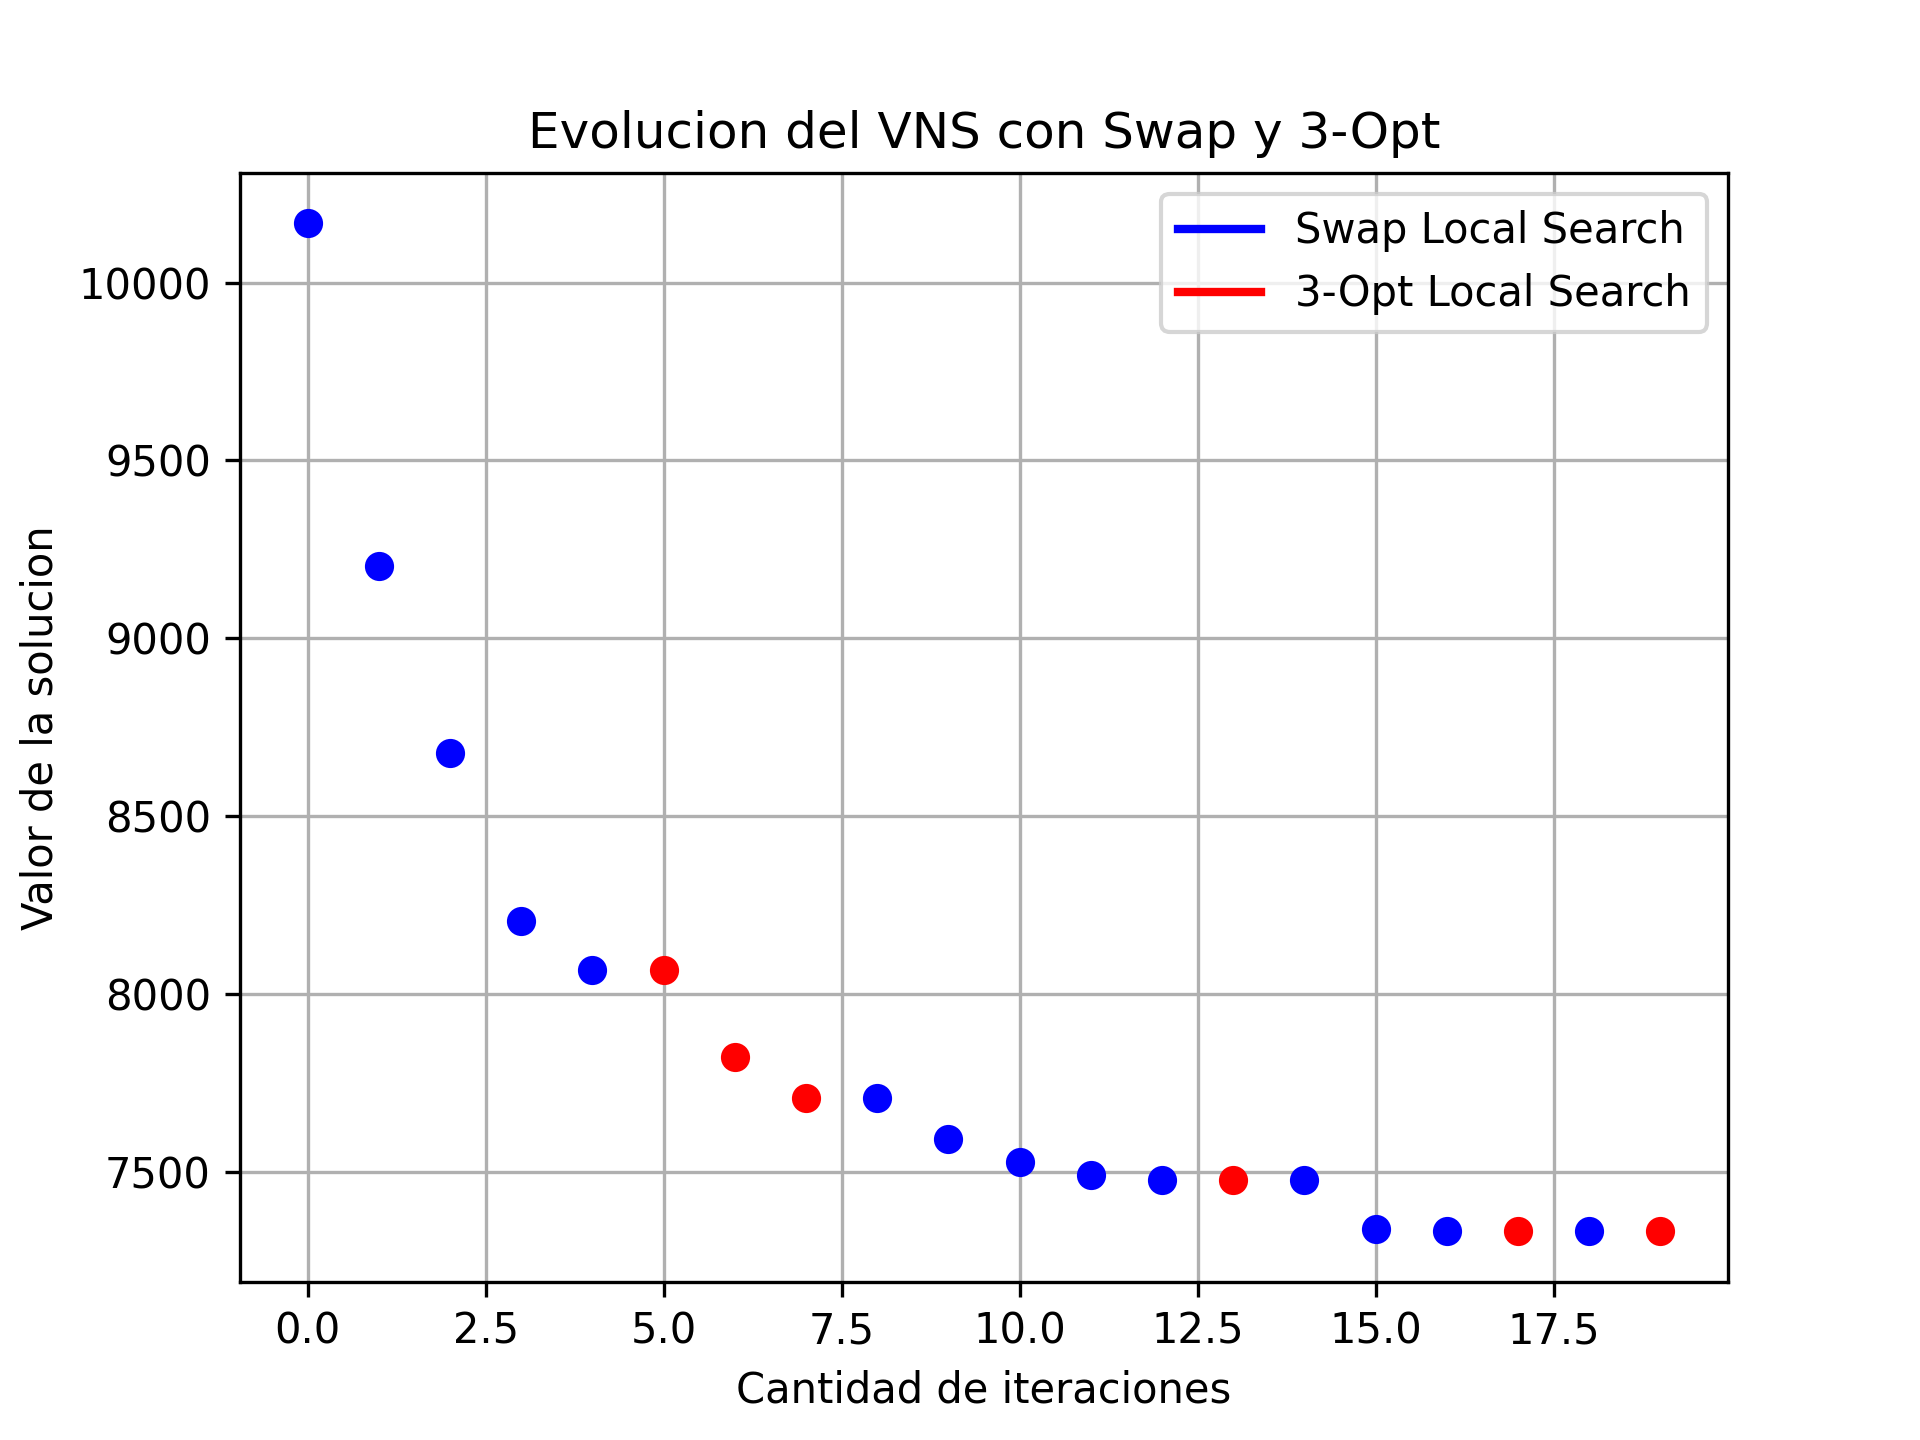 Evolucion del VNS con Swap y 3-Opt
Swap Local Search
3-Opt Local Search
Valor de la solucion
10000
9500
9000
8500
8000
7500
0.0 2.5 5.0 7.5 10.0 12.5 15.0 17.5
Cantidad de iteraciones